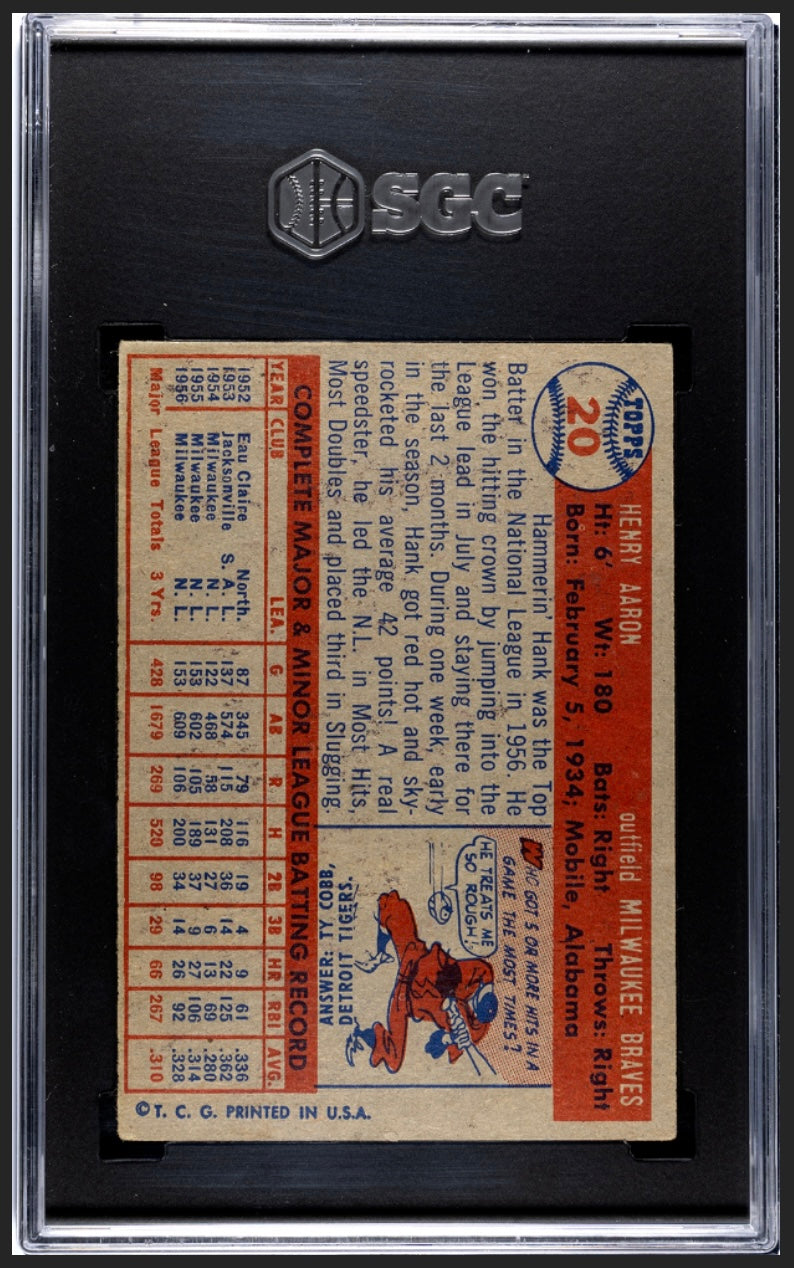 SGC
TOPPS
20
HENRY AARON outfield MILWAUKEE BRAVES
Ht: 6' Wt: 180 Bats: Right Throws: Right
Born: February 5, 1934; Mobile, Alabama
Hammerin' Hank was the Top
Batter in the National League in 1956. He
won the hitting crown by jumping into the
League lead in July and staying there for
the last 2 months. During one week, early
in the season, Hank got red hot and sky-
rocketed his average 42 points! A real
speedster, he led the N.L. in Most Hits,
Most Doubles and placed third in Slugging.
WHO GOT 5 OR MORE HITS IN A
GAME THE MOST TIMES?
HE TREATS ME
SO ROUGH!
ANSWER: TY COBB,
DETROIT TIGERS.
COMPLETE MAJOR & MINOR LEAGUE BATTING RECORD
YEAR CLUB LEA. G AB R H 2B 3B HR RBI AVG.
1952 Eau Claire North. 87 345 79 116 19 4 9 61 .336
1953 Jacksonville S. A. L. 137 574 115 208 36 14 22 125 .362
1954 Milwaukee N. L. 122 468 58 131 27 6 13 69 .280
1955 Milwaukee N. L. 153 602 105 189 37 9 27 106 .314
1956 Milwaukee N. L. 153 609 106 200 34 14 26 92 .328
Major League Totals 3 Yrs. 428 1679 269 520 98 29 66 267 .310
©T. C. G. PRINTED IN U.S.A.